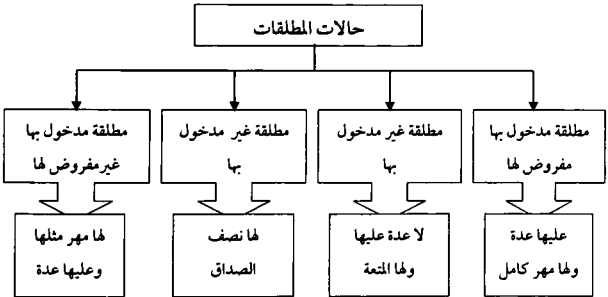 حالات المطلقات
مطلقة مدخول بها
مفروض لها
مطلقة غير مدخول
بها
مطلقة غير مدخول
بها
مطلقة مدخول بها
غير مفروض لها
عليها عدة
ولها مهر كامل
لا عدة عليها
ولها المتعة
لها نصف
الصداق
لها مهر مثلها
وعليها عدة